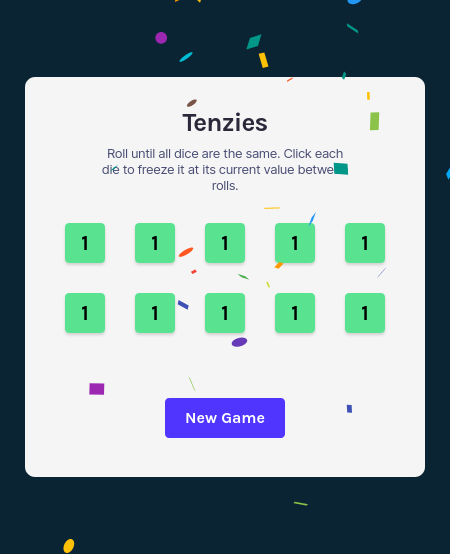 Tenzies
Roll until all dice are the same. Click each
die to freeze it at its current value between
rolls.
1 1 1 1 1
1 1 1 1 1
New Game